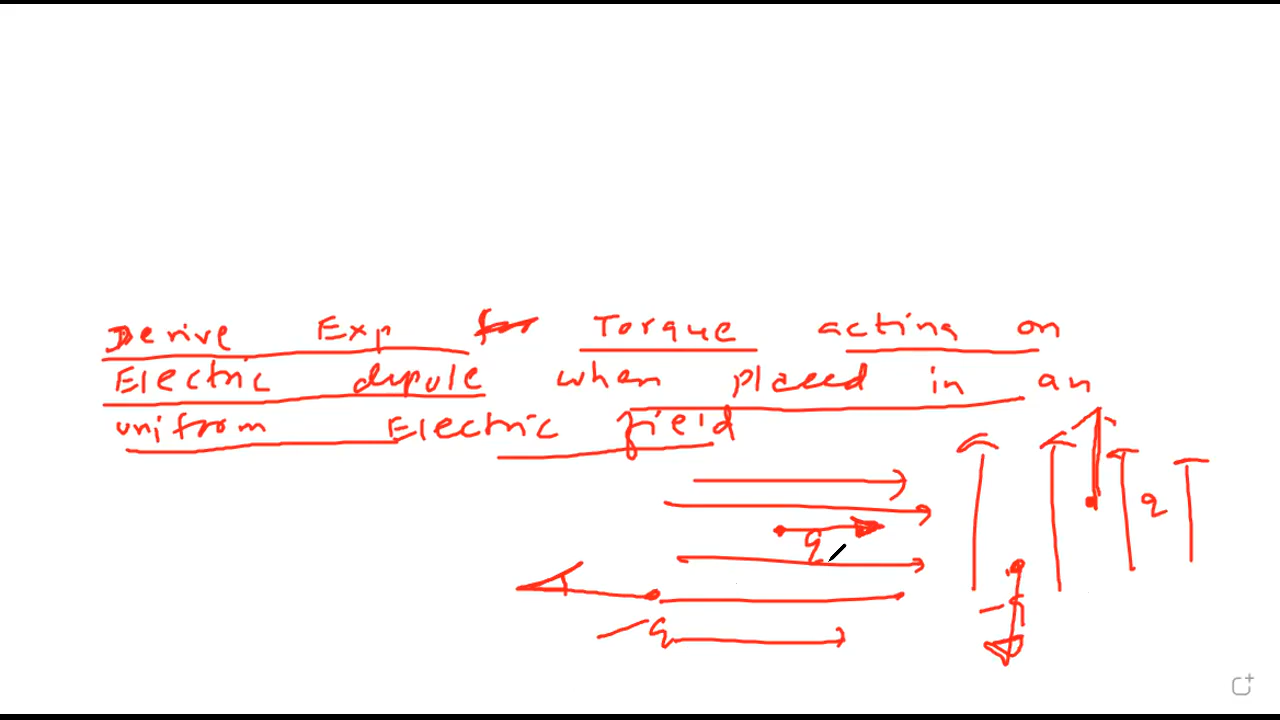 Derive Exp for Torque acting on
Electric dipole when placed in an
unifrom Electric field
q
q
-q
-q